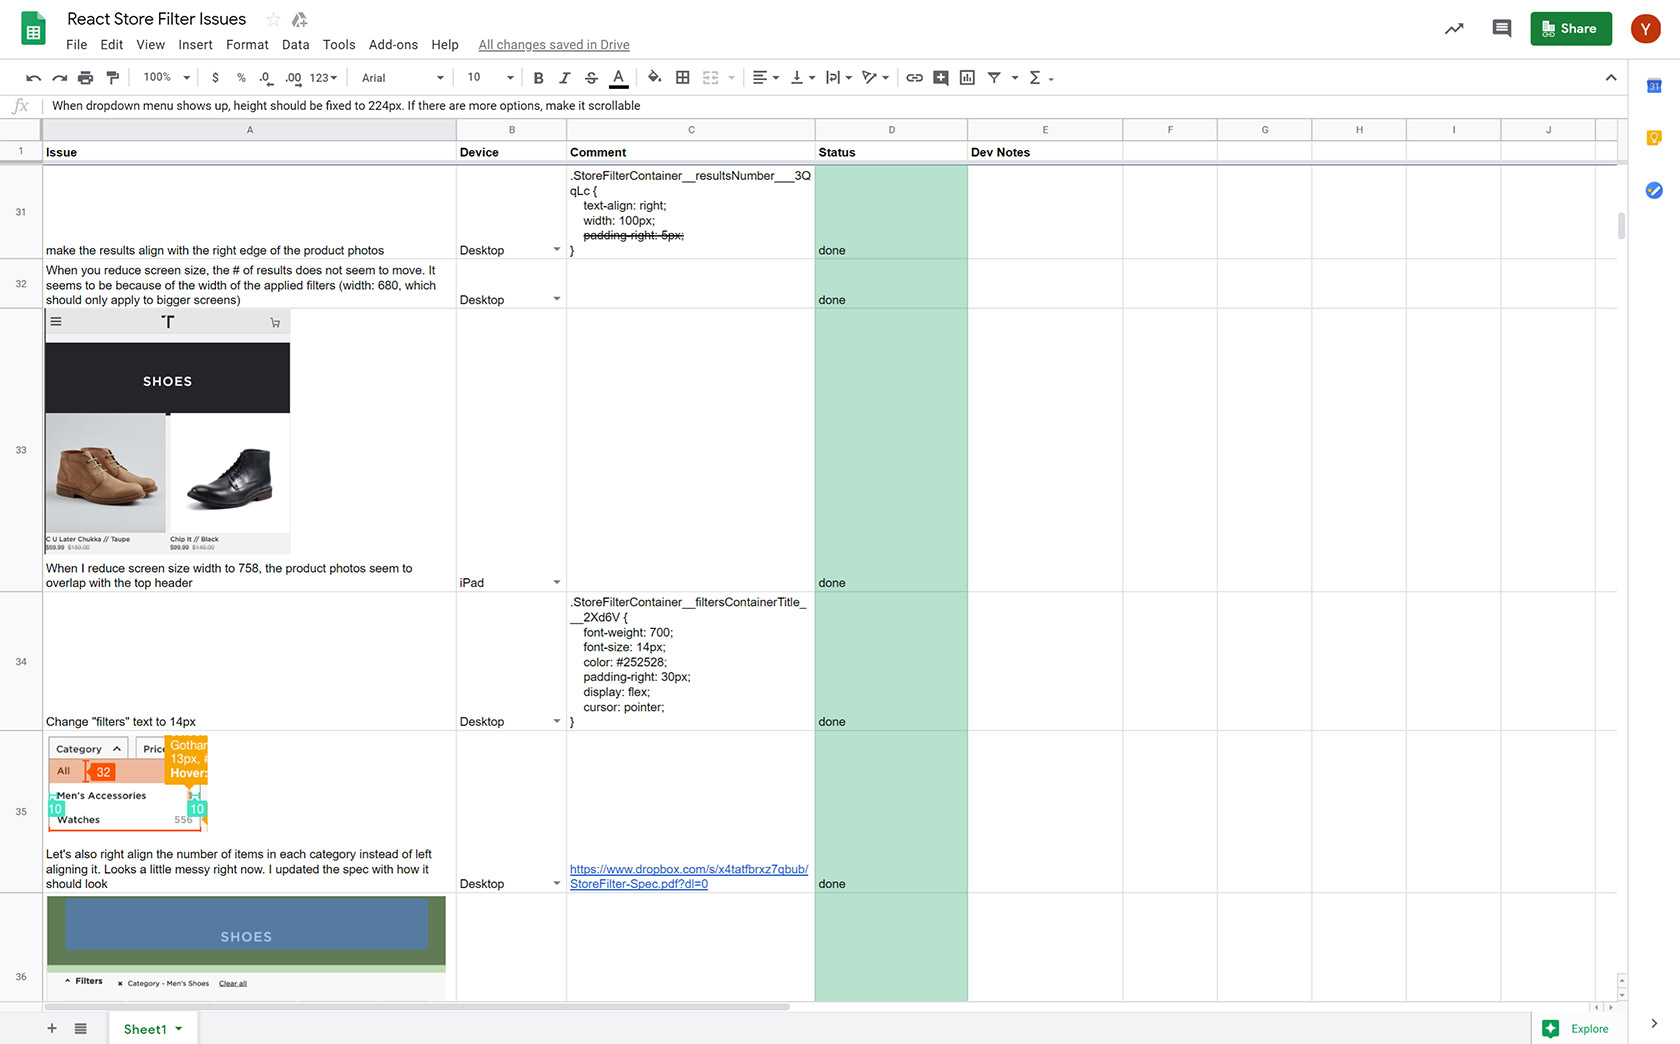 React Store Filter Issues
File Edit View Insert Format Data Tools Add-ons Help All changes saved in Drive
Share
Y
100% $ % .0 .00 123 Arial 10 B I S A Σ
31
fx When dropdown menu shows up, height should be fixed to 224px. If there are more options, make it scrollable
A B C D E F G H I J
1 Issue Device Comment Status Dev Notes
.StoreFilterContainer__resultsNumber___3Q
qLc {
text-align: right;
31
width: 100px;
padding-right: 5px;
make the results align with the right edge of the product photos Desktop } done
When you reduce screen size, the # of results does not seem to move. It
32 seems to be because of the width of the applied filters (width: 680, which
should only apply to bigger screens) Desktop done
T
SHOES
33
C U Later Chukka // Taupe Chip It // Black
$59.99 $160.00 $99.99 $149.00
When I reduce screen size width to 758, the product photos seem to
overlap with the top header iPad done
.StoreFilterContainer__filtersContainerTitle_
__2Xd6V {
font-weight: 700;
font-size: 14px;
34 color: #252528;
padding-right: 30px;
display: flex;
cursor: pointer;
Change "filters" text to 14px Desktop } done
Category Price Gothar
13px, #
All 32 Hover:
Men's Accessories
10 10
35
Watches 556
Let's also right align the number of items in each category instead of left
aligning it. Looks a little messy right now. I updated the spec with how it https://www.dropbox.com/s/x4tatfbrxz7qbub/
should look Desktop StoreFilter-Spec.pdf?dl=0 done
SHOES
36
Filters × Category - Men's Shoes Clear all
+ Sheet1 Explore